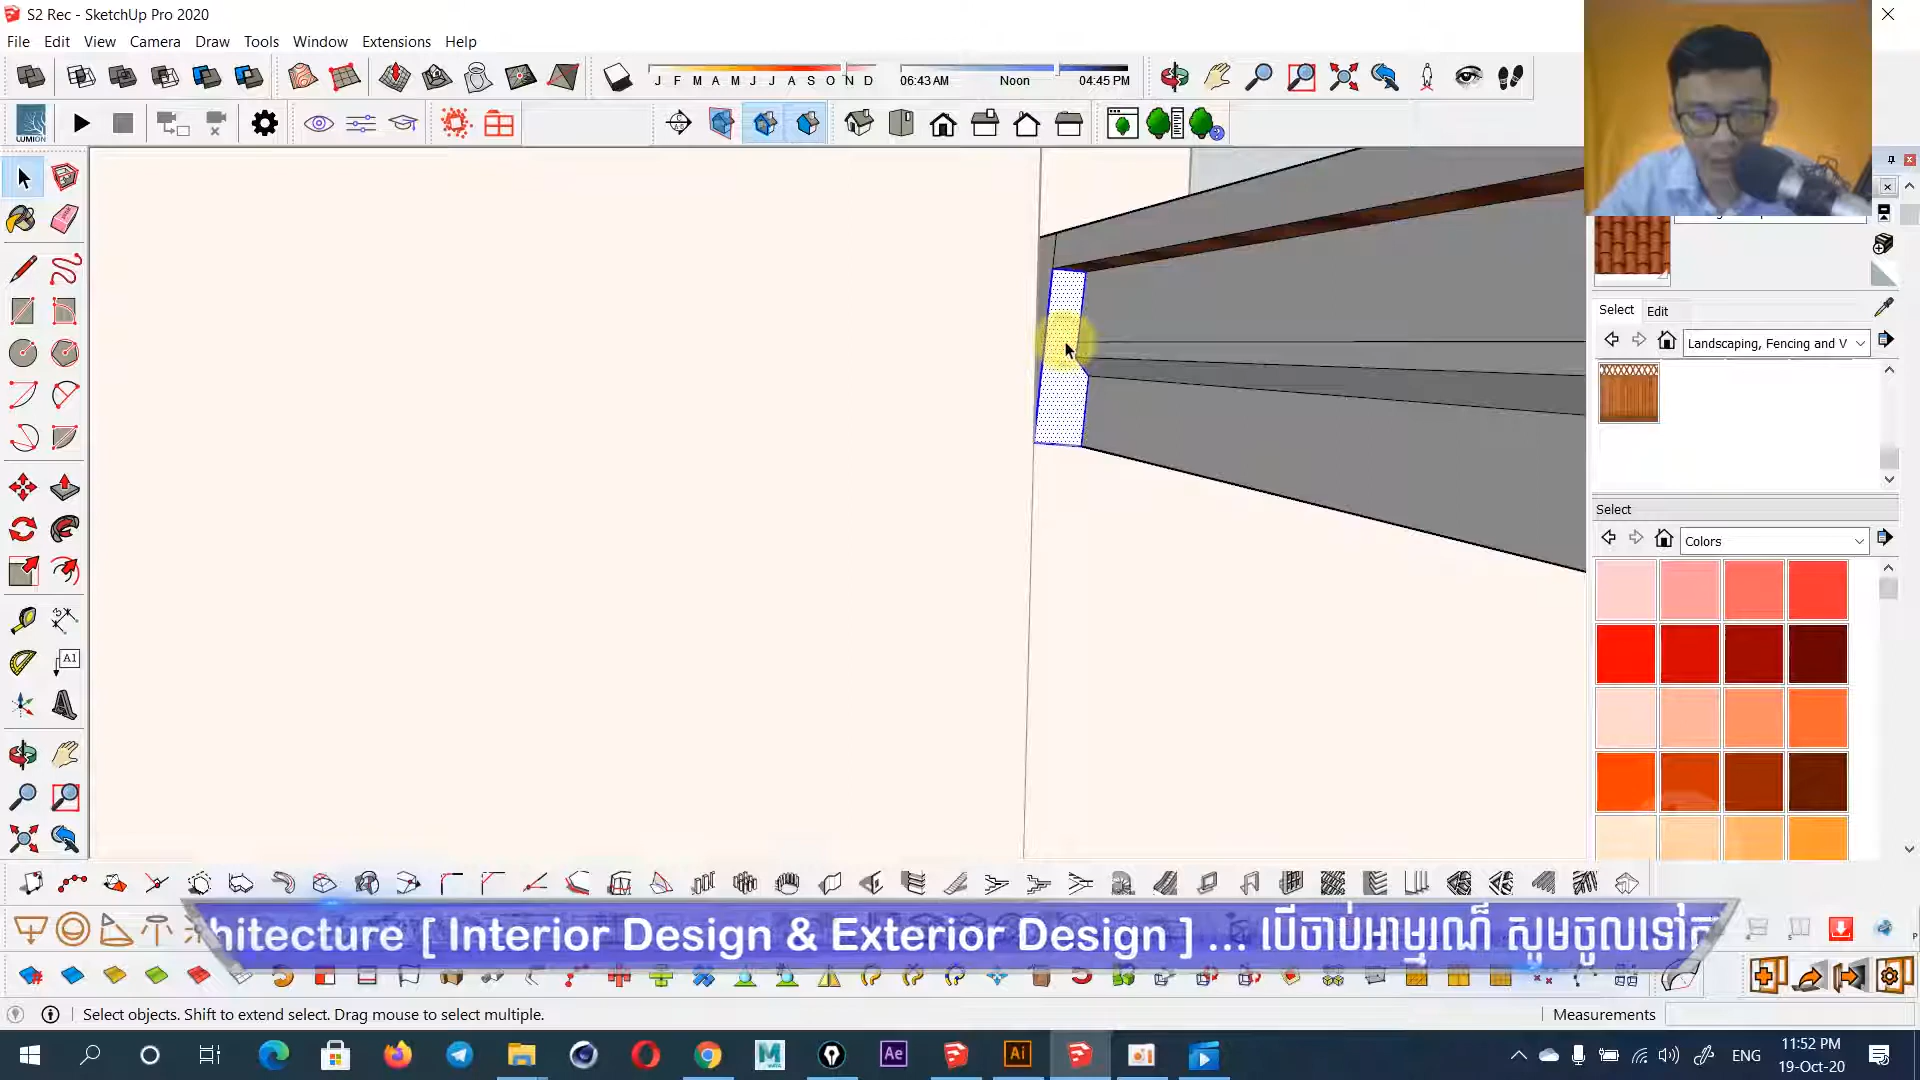 S2 Rec - SketchUp Pro 2020
File Edit View Camera Draw Tools Window Extensions Help
J F M A M J J A S O N D
06:43 AM Noon 04:45 PM
LUMION
Select Edit
Landscaping, Fencing and V
Select
Colors
hitecture [ Interior Design & Exterior Design ] ... បើចាប់អារម្មណ៍ សូមចូលទៅ
Select objects. Shift to extend select. Drag mouse to select multiple.
Measurements
Ae
Ai
ENG
11:52 PM
19-Oct-20